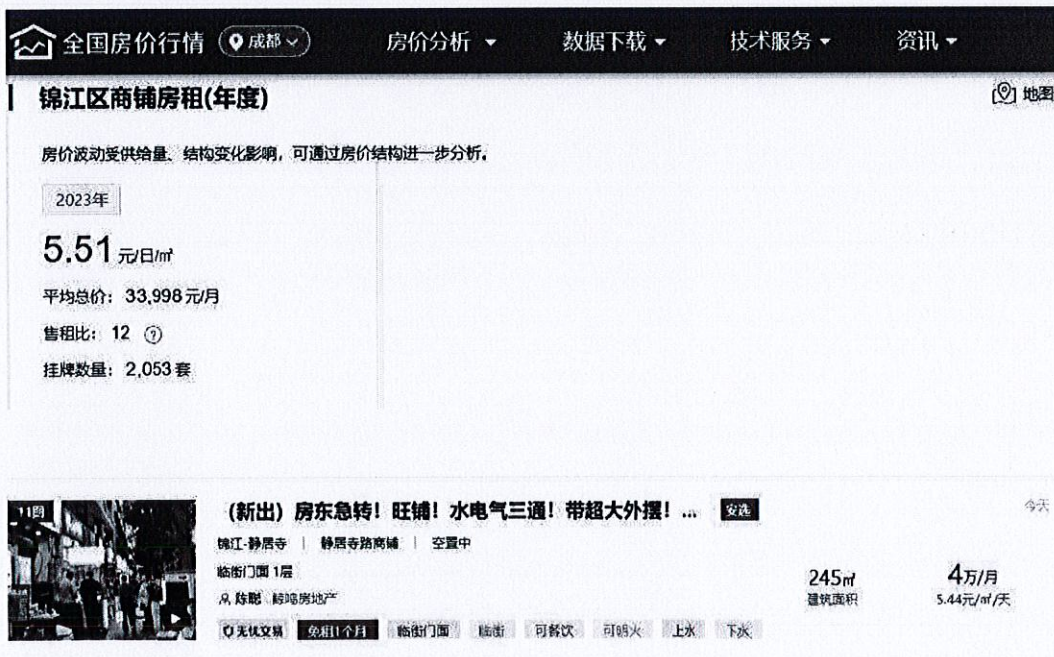 全国房价行情 成都 房价分析 数据下载 技术服务 资讯
锦江区商铺房租(年度) 地图
房价波动受供给量、结构变化影响，可通过房价结构进一步分析。
2023年
5.51 元/日/㎡
平均总价：33,998元/月
售租比：12 ?
挂牌数量：2,053套
11图
（新出）房东急转！旺铺！水电气三通！带超大外摆！... 安选 今天
锦江-静居寺 | 静居寺路商铺 | 空置中
临街门面 1层
245㎡ 4万/月
建筑面积 5.44元/㎡/天
陈聪 鲸鸣房地产
无忧交易 免租1个月 临街门面 临街 可餐饮 可明火 上水 下水